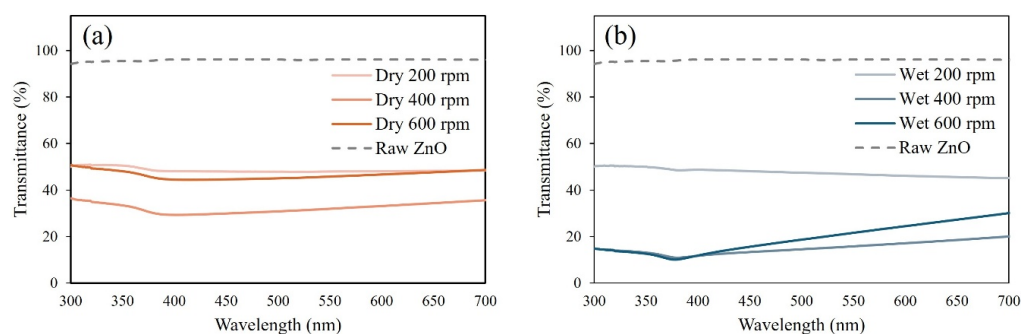 (a)
100
80
60
40
20
0
Transmittance (%)
Dry 200 rpm
Dry 400 rpm
Dry 600 rpm
Raw ZnO
300 350 400 450 500 550 600 650 700
Wavelength (nm)
(b)
100
80
60
40
20
0
Transmittance (%)
Wet 200 rpm
Wet 400 rpm
Wet 600 rpm
Raw ZnO
300 350 400 450 500 550 600 650 700
Wavelength (nm)